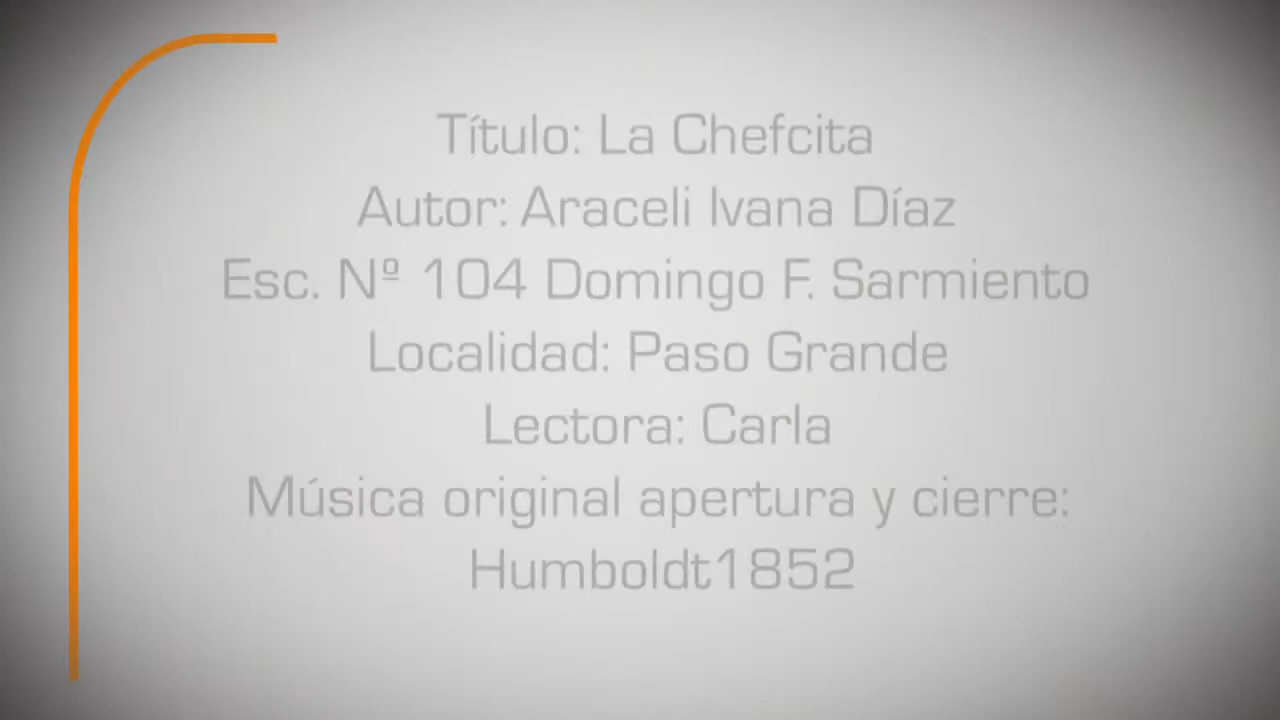 Título: La Chefcita
Autor: Araceli Ivana Díaz
Esc. Nº 104 Domingo F. Sarmiento
Localidad: Paso Grande
Lectora: Carla
Música original apertura y cierre:
Humboldt1852